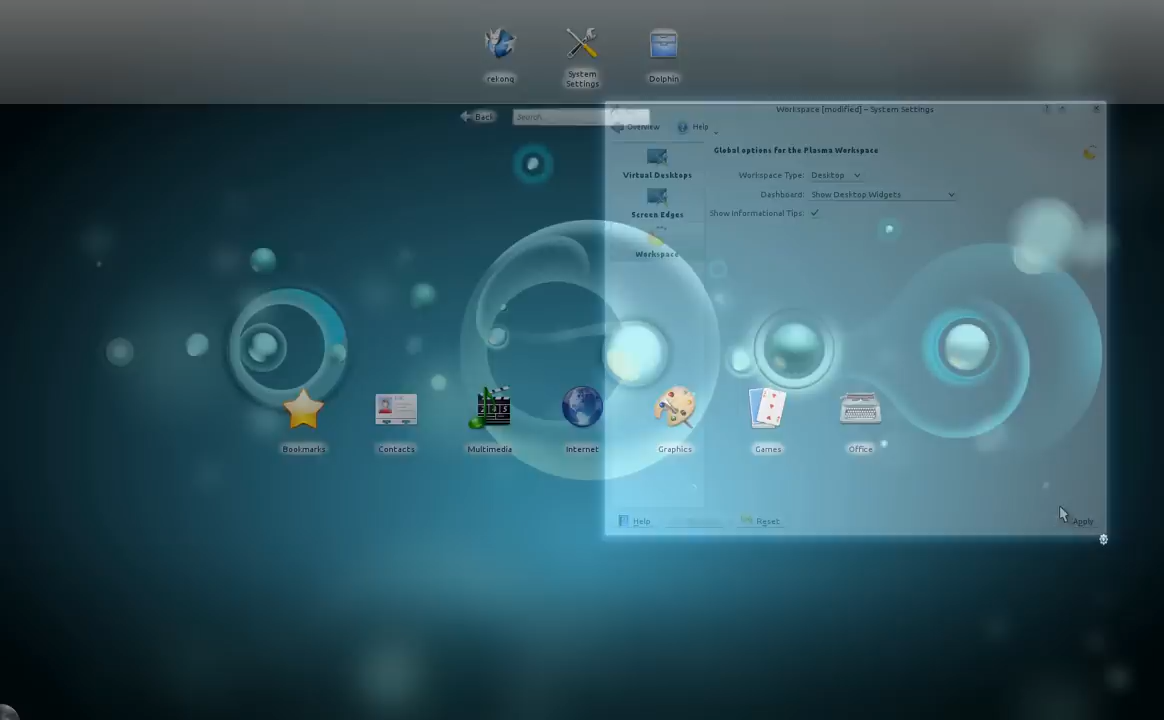 rekonq
System
Settings
Dolphin
Back
Search...
Workspace [modified] – System Settings
Overview
Help
Global options for the Plasma Workspace
Virtual Desktops
Workspace Type: Desktop
Dashboard: Show Desktop Widgets
Screen Edges
Show Informational Tips:
Workspace
Bookmarks
Contacts
Multimedia
Internet
Graphics
Games
Office
Help
Reset
Apply